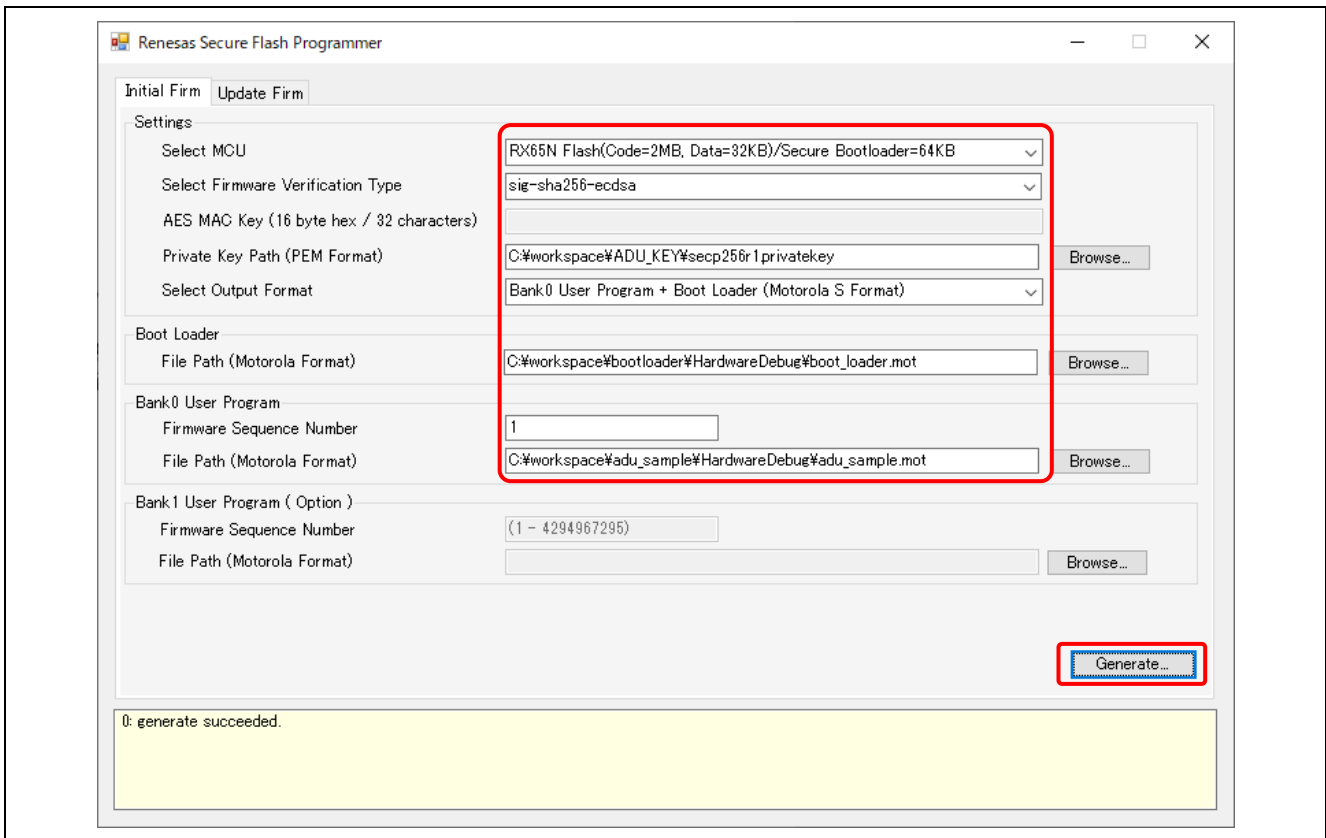 Renesas Secure Flash Programmer
Initial Firm Update Firm
Settings
Select MCU RX65N Flash(Code=2MB, Data=32KB)/Secure Bootloader=64KB
Select Firmware Verification Type sig-sha256-ecdsa
AES MAC Key (16 byte hex / 32 characters)
Private Key Path (PEM Format) C:¥workspace¥ADU_KEY¥secp256r1.privatekey Browse...
Select Output Format Bank0 User Program + Boot Loader (Motorola S Format)
Boot Loader
File Path (Motorola Format) C:¥workspace¥bootloader¥HardwareDebug¥boot_loader.mot Browse...
Bank0 User Program
Firmware Sequence Number 1
File Path (Motorola Format) C:¥workspace¥adu_sample¥HardwareDebug¥adu_sample.mot Browse...
Bank1 User Program ( Option )
Firmware Sequence Number (1 - 4294967295)
File Path (Motorola Format) Browse...
Generate...
0: generate succeeded.